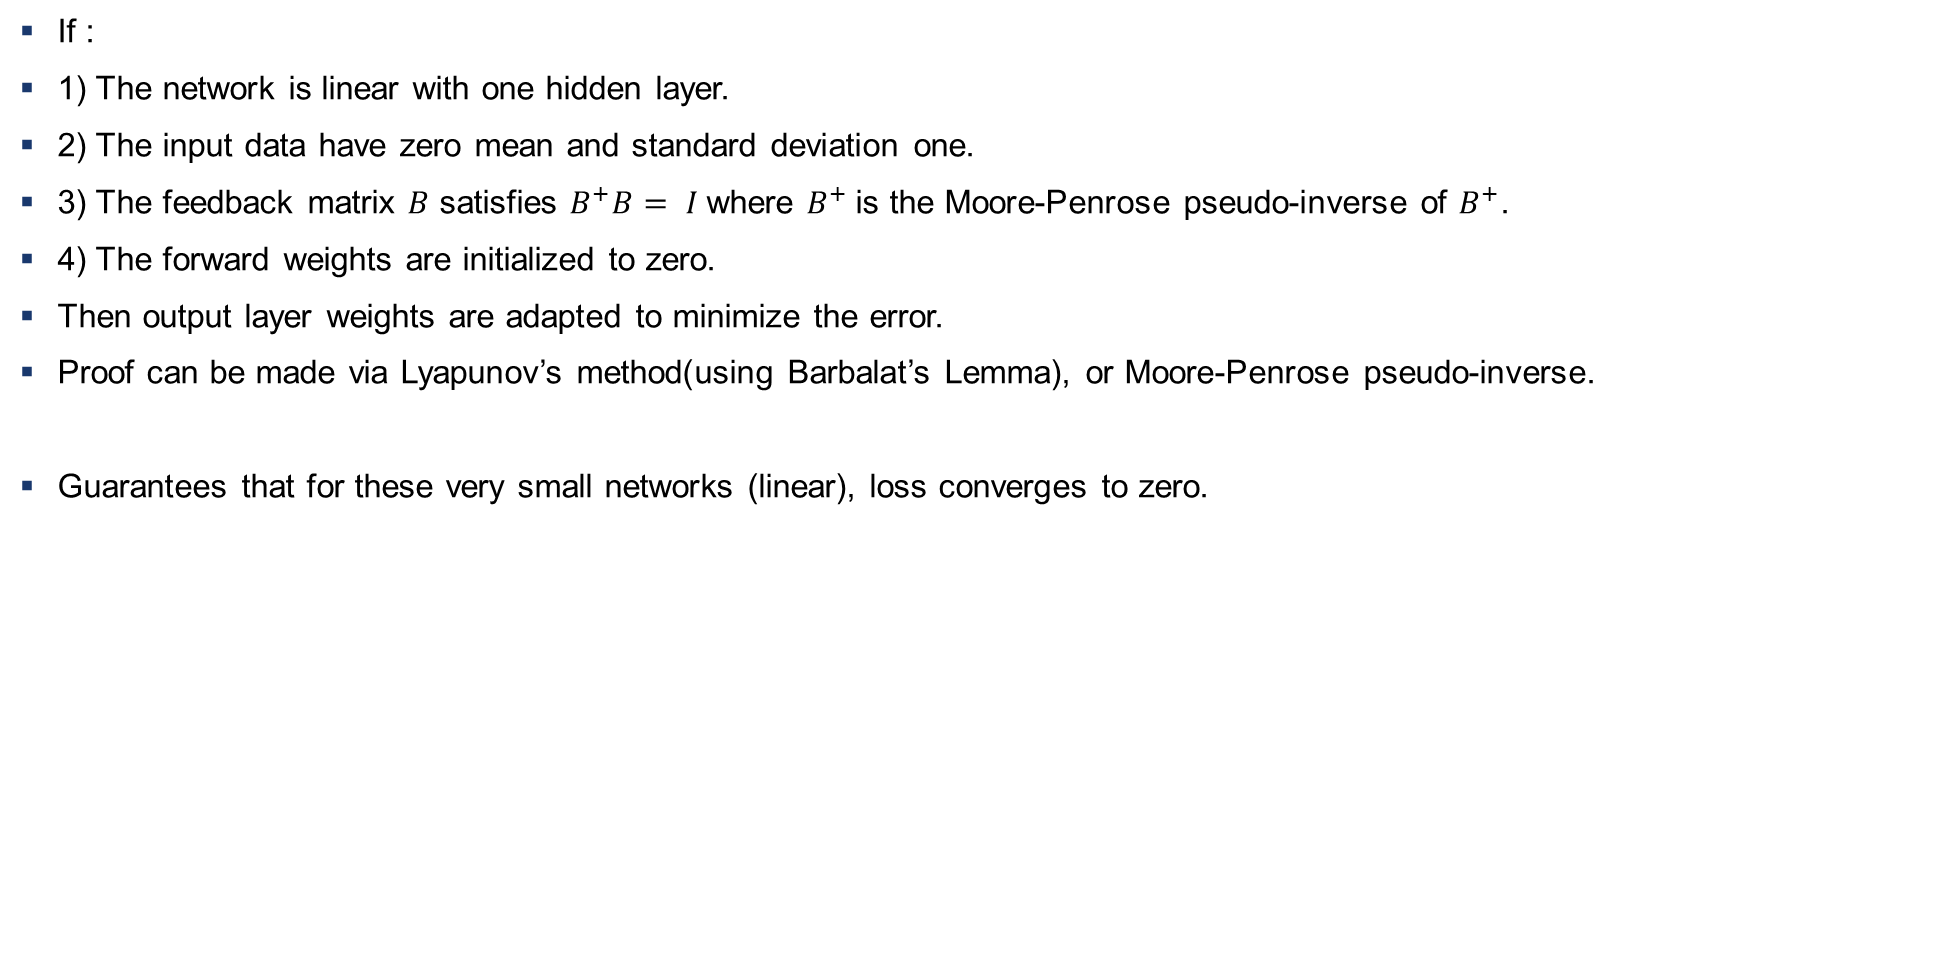 ▪ If :
▪ 1) The network is linear with one hidden layer.
▪ 2) The input data have zero mean and standard deviation one.
▪ 3) The feedback matrix B satisfies B⁺B = I where B⁺ is the Moore-Penrose pseudo-inverse of B⁺.
▪ 4) The forward weights are initialized to zero.
▪ Then output layer weights are adapted to minimize the error.
▪ Proof can be made via Lyapunov’s method(using Barbalat’s Lemma), or Moore-Penrose pseudo-inverse.
▪ Guarantees that for these very small networks (linear), loss converges to zero.